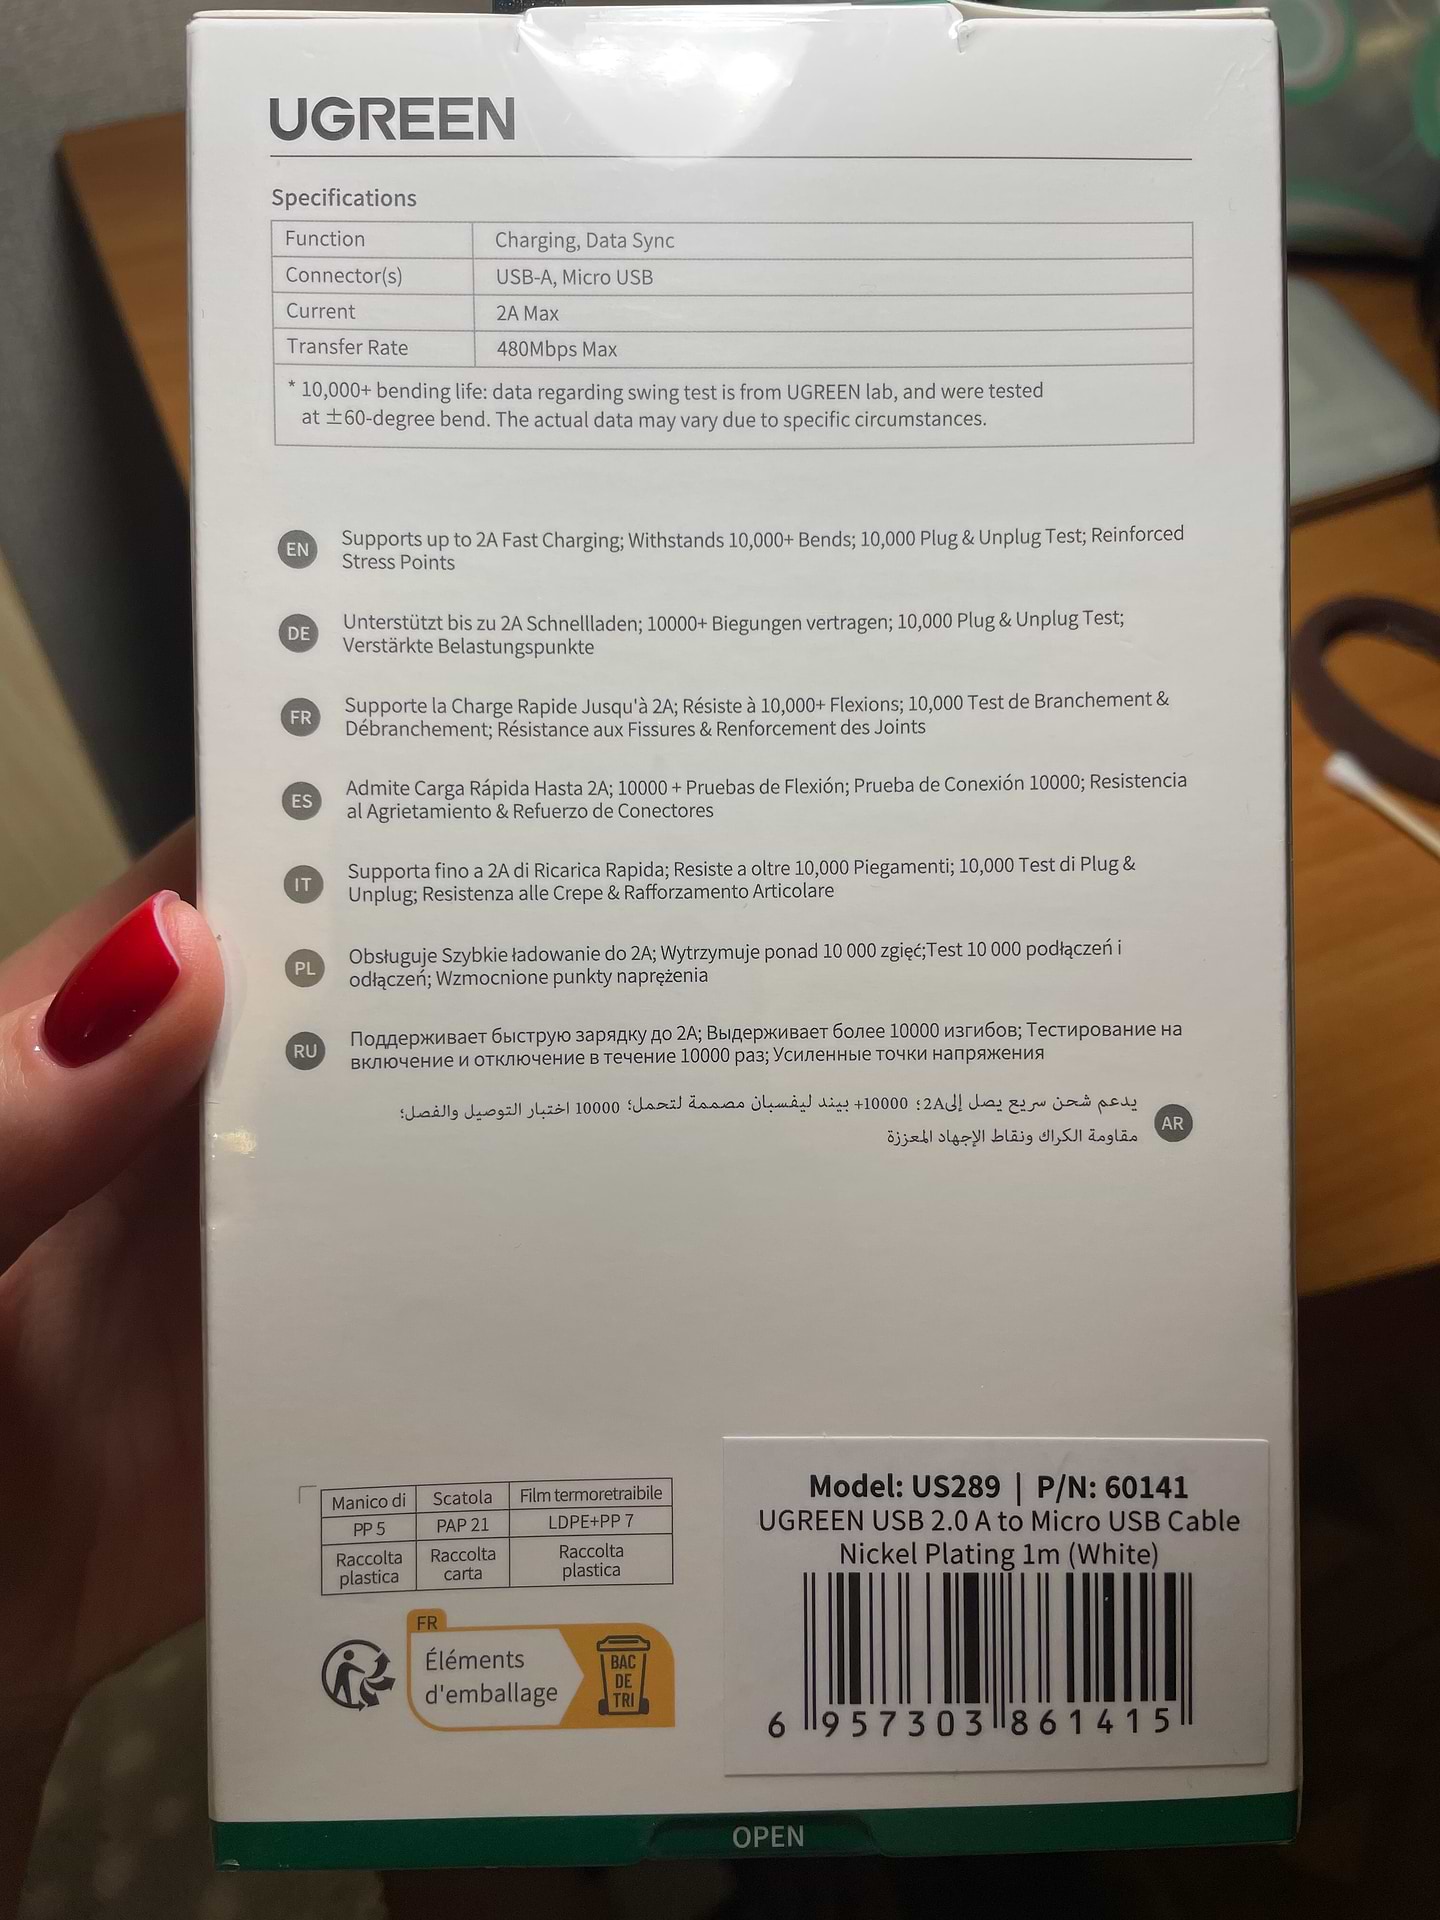 UGREEN
Specifications
Function Charging, Data Sync
Connector(s) USB-A, Micro USB
Current 2A Max
Transfer Rate 480Mbps Max
* 10,000+ bending life: data regarding swing test is from UGREEN lab, and were tested
at ±60-degree bend. The actual data may vary due to specific circumstances.
EN Supports up to 2A Fast Charging; Withstands 10,000+ Bends; 10,000 Plug & Unplug Test; Reinforced
Stress Points
DE Unterstützt bis zu 2A Schnellladen; 10000+ Biegungen vertragen; 10,000 Plug & Unplug Test;
Verstärkte Belastungspunkte
FR Supporte la Charge Rapide Jusqu'à 2A; Résiste à 10,000+ Flexions; 10,000 Test de Branchement &
Débranchement; Résistance aux Fissures & Renforcement des Joints
ES Admite Carga Rápida Hasta 2A; 10000 + Pruebas de Flexión; Prueba de Conexión 10000; Resistencia
al Agrietamiento & Refuerzo de Conectores
IT Supporta fino a 2A di Ricarica Rapida; Resiste a oltre 10,000 Piegamenti; 10,000 Test di Plug &
Unplug; Resistenza alle Crepe & Rafforzamento Articolare
PL Obsługuje Szybkie ładowanie do 2A; Wytrzymuje ponad 10 000 zgięć;Test 10 000 podłączeń i
odłączeń; Wzmocnione punkty naprężenia
RU Поддерживает быструю зарядку до 2A; Выдерживает более 10000 изгибов; Тестирование на
включение и отключение в течение 10000 раз; Усиленные точки напряжения
AR يدعم شحن سريع يصل إلى2A؛ 10000+ بيند ليفسبان مصممة لتحمل؛ 10000 اختبار التوصيل والفصل؛
مقاومة الكراك ونقاط الإجهاد المعززة
Manico di Scatola Film termoretraibile
PP 5 PAP 21 LDPE+PP 7
Raccolta Raccolta Raccolta
plastica carta plastica
FR
Éléments
d'emballage
BAC
DE
TRI
Model: US289 | P/N: 60141
UGREEN USB 2.0 A to Micro USB Cable
Nickel Plating 1m (White)
6 957303 861415
OPEN